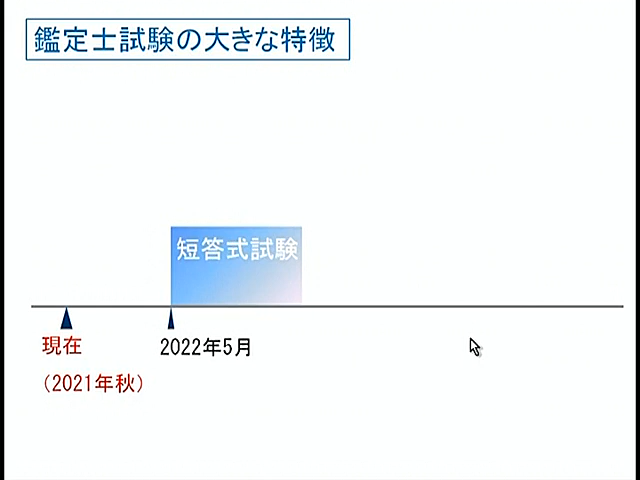 鑑定士試験の大きな特徴
短答式試験
現在
2022年5月
（2021年秋）